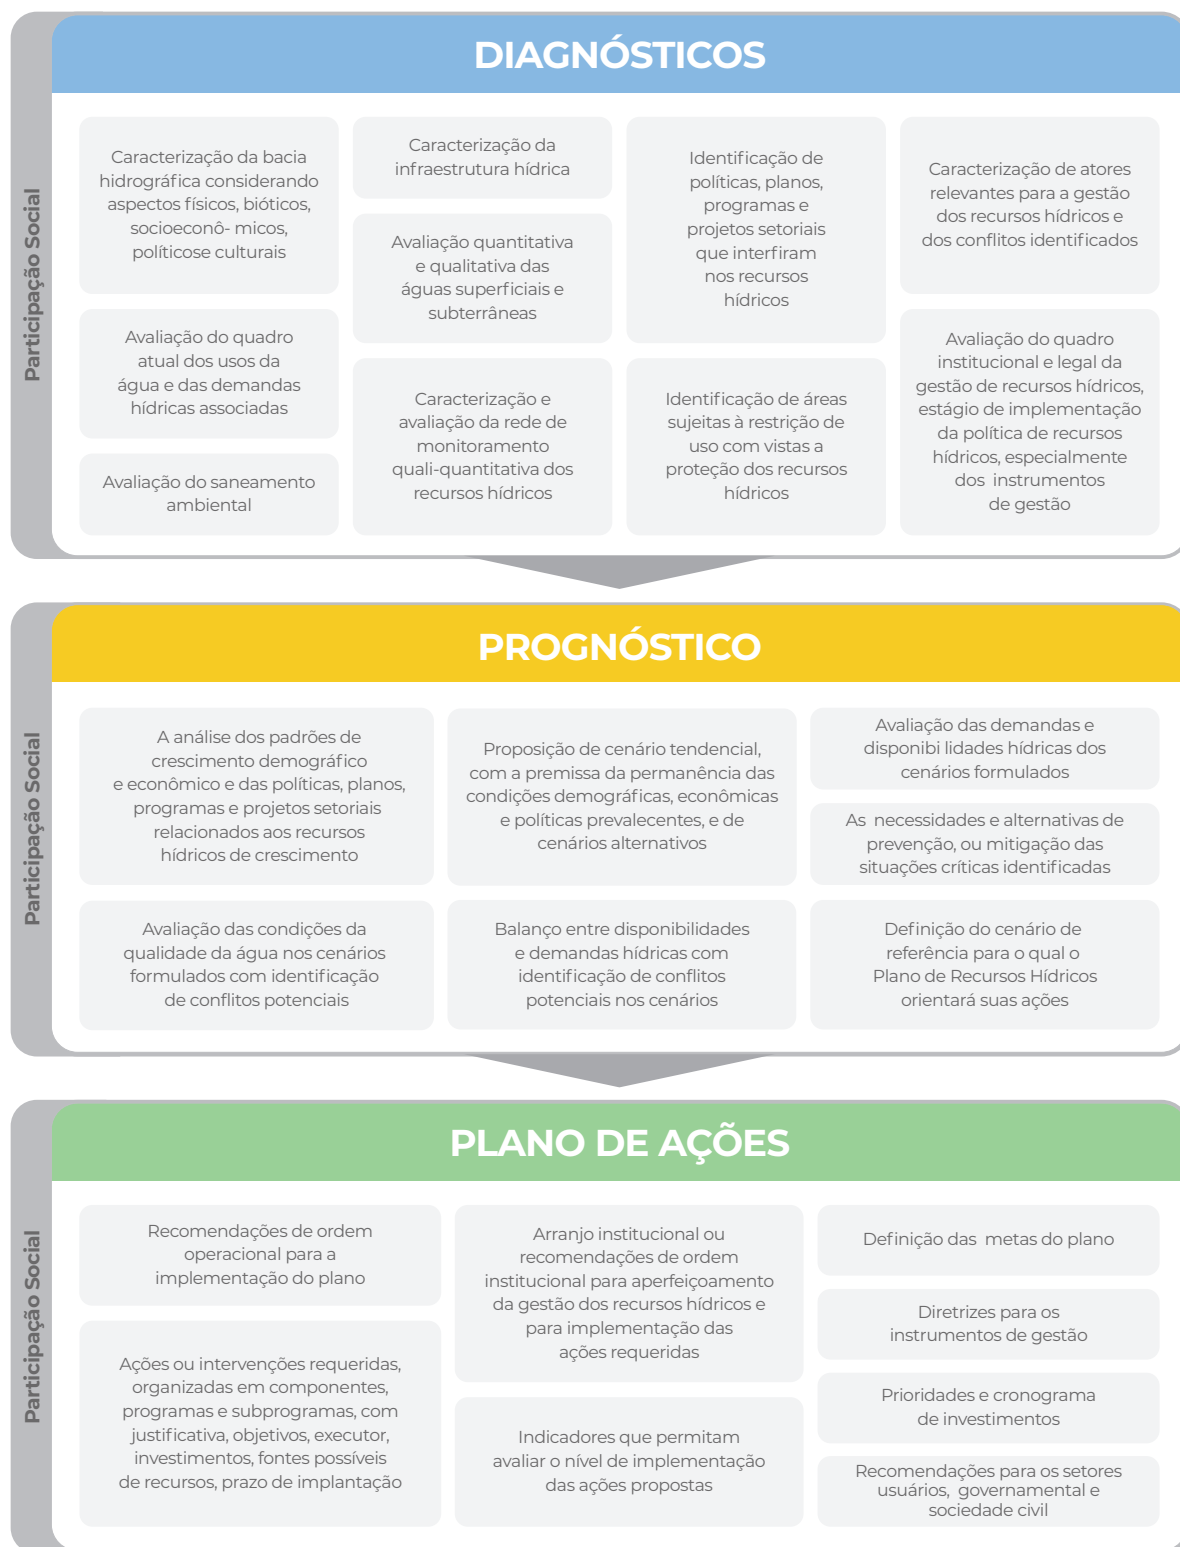 Participação Social
DIAGNÓSTICOS
Caracterização da bacia
hidrográfica considerando
aspectos físicos, bióticos,
socioeconô- micos,
políticose culturais
Avaliação do quadro
atual dos usos da
água e das demandas
hídricas associadas
Avaliação do saneamento
ambiental
Caracterização da
infraestrutura hídrica
Avaliação quantitativa
e qualitativa das
águas superficiais e
subterrâneas
Caracterização e
avaliação da rede de
monitoramento
quali-quantitativa dos
recursos hídricos
Identificação de
políticas, planos,
programas e
projetos setoriais
que interfiram
nos recursos
hídricos
Identificação de áreas
sujeitas à restrição de
uso com vistas a
proteção dos recursos
hídricos
Caracterização de atores
relevantes para a gestão
dos recursos hídricos e
dos conflitos identificados
Avaliação do quadro
institucional e legal da
gestão de recursos hídricos,
estágio de implementação
da política de recursos
hídricos, especialmente
dos instrumentos
de gestão
Participação Social
PROGNÓSTICO
A análise dos padrões de
crescimento demográfico
e econômico e das políticas, planos,
programas e projetos setoriais
relacionados aos recursos
hídricos de crescimento
Avaliação das condições da
qualidade da água nos cenários
formulados com identificação
de conflitos potenciais
Proposição de cenário tendencial,
com a premissa da permanência das
condições demográficas, econômicas
e políticas prevalecentes, e de
cenários alternativos
Balanço entre disponibilidades
e demandas hídricas com
identificação de conflitos
potenciais nos cenários
Avaliação das demandas e
disponibi lidades hídricas dos
cenários formulados
As necessidades e alternativas de
prevenção, ou mitigação das
situações críticas identificadas
Definição do cenário de
referência para o qual o
Plano de Recursos Hídricos
orientará suas ações
Participação Social
PLANO DE AÇÕES
Recomendações de ordem
operacional para a
implementação do plano
Ações ou intervenções requeridas,
organizadas em componentes,
programas e subprogramas, com
justificativa, objetivos, executor,
investimentos, fontes possíveis
de recursos, prazo de implantação
Arranjo institucional ou
recomendações de ordem
institucional para aperfeiçoamento
da gestão dos recursos hídricos e
para implementação das
ações requeridas
Indicadores que permitam
avaliar o nível de implementação
das ações propostas
Definição das metas do plano
Diretrizes para os
instrumentos de gestão
Prioridades e cronograma
de investimentos
Recomendações para os setores
usuários, governamental e
sociedade civil